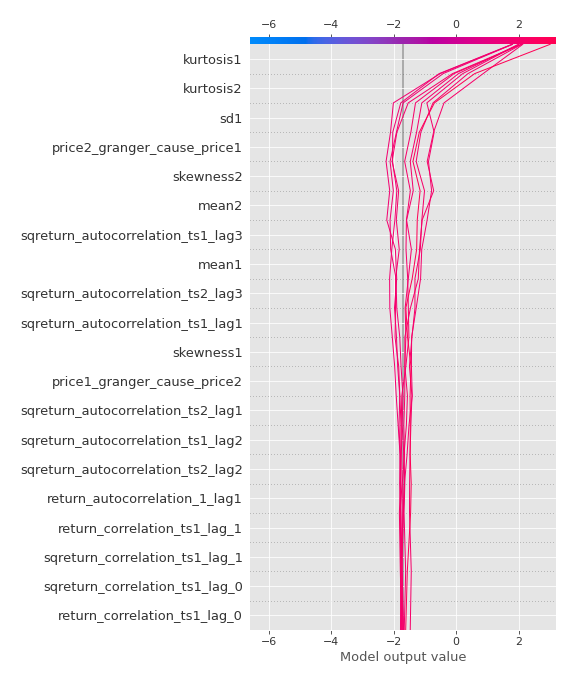 −6 −4 −2 0 2
kurtosis1
kurtosis2
sd1
price2_granger_cause_price1
skewness2
mean2
sqreturn_autocorrelation_ts1_lag3
mean1
sqreturn_autocorrelation_ts2_lag3
sqreturn_autocorrelation_ts1_lag1
skewness1
price1_granger_cause_price2
sqreturn_autocorrelation_ts2_lag1
sqreturn_autocorrelation_ts1_lag2
sqreturn_autocorrelation_ts2_lag2
return_autocorrelation_1_lag1
return_correlation_ts1_lag_1
sqreturn_correlation_ts1_lag_1
sqreturn_correlation_ts1_lag_0
return_correlation_ts1_lag_0
−6 −4 −2 0 2
Model output value